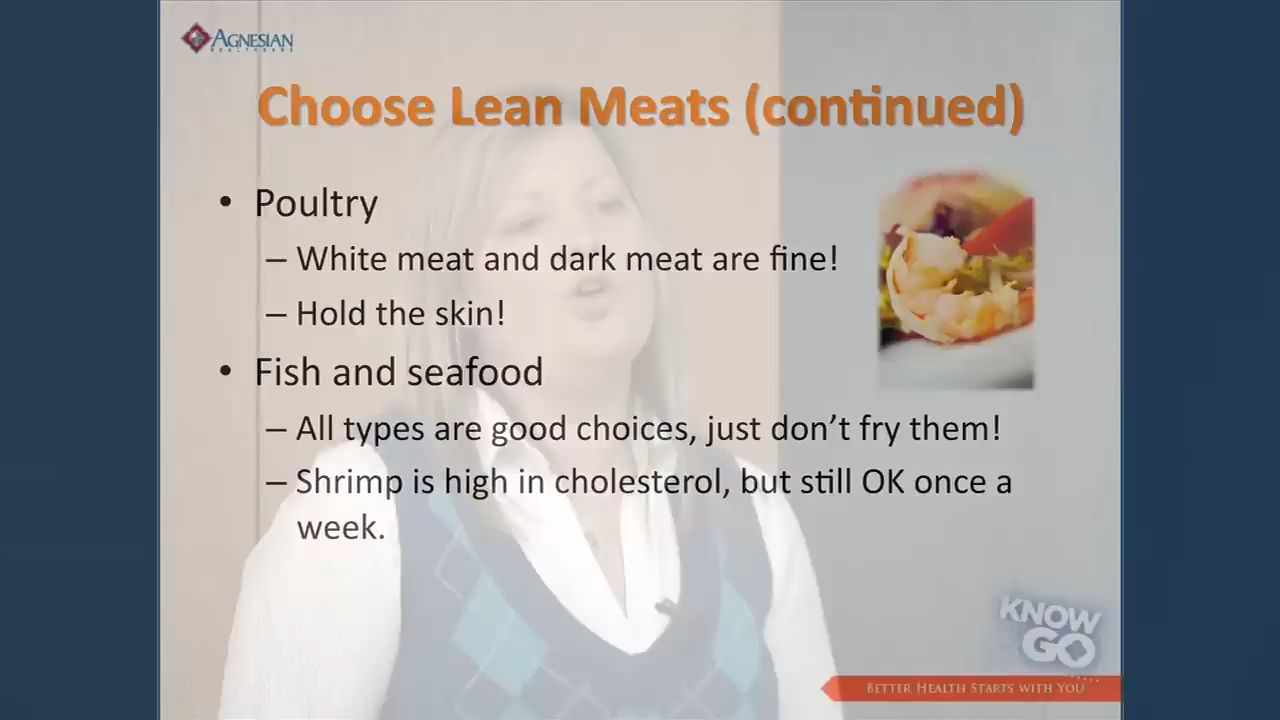 AGNESIAN
HEALTHCARE
Choose Lean Meats (continued)
• Poultry
– White meat and dark meat are fine!
– Hold the skin!
• Fish and seafood
– All types are good choices, just don’t fry them!
– Shrimp is high in cholesterol, but still OK once a
week.
KNOW
GO
BETTER HEALTH STARTS WITH YOU